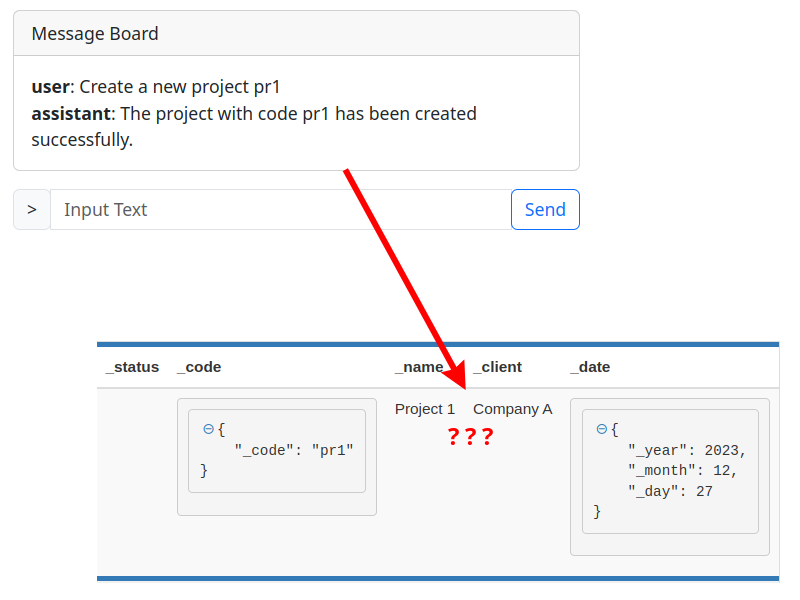 Message Board
user: Create a new project pr1
assistant: The project with code pr1 has been created
successfully.
> Input Text Send
_status _code _name _client _date
Project 1 Company A
???
{
"_code": "pr1"
}
{
"_year": 2023,
"_month": 12,
"_day": 27
}